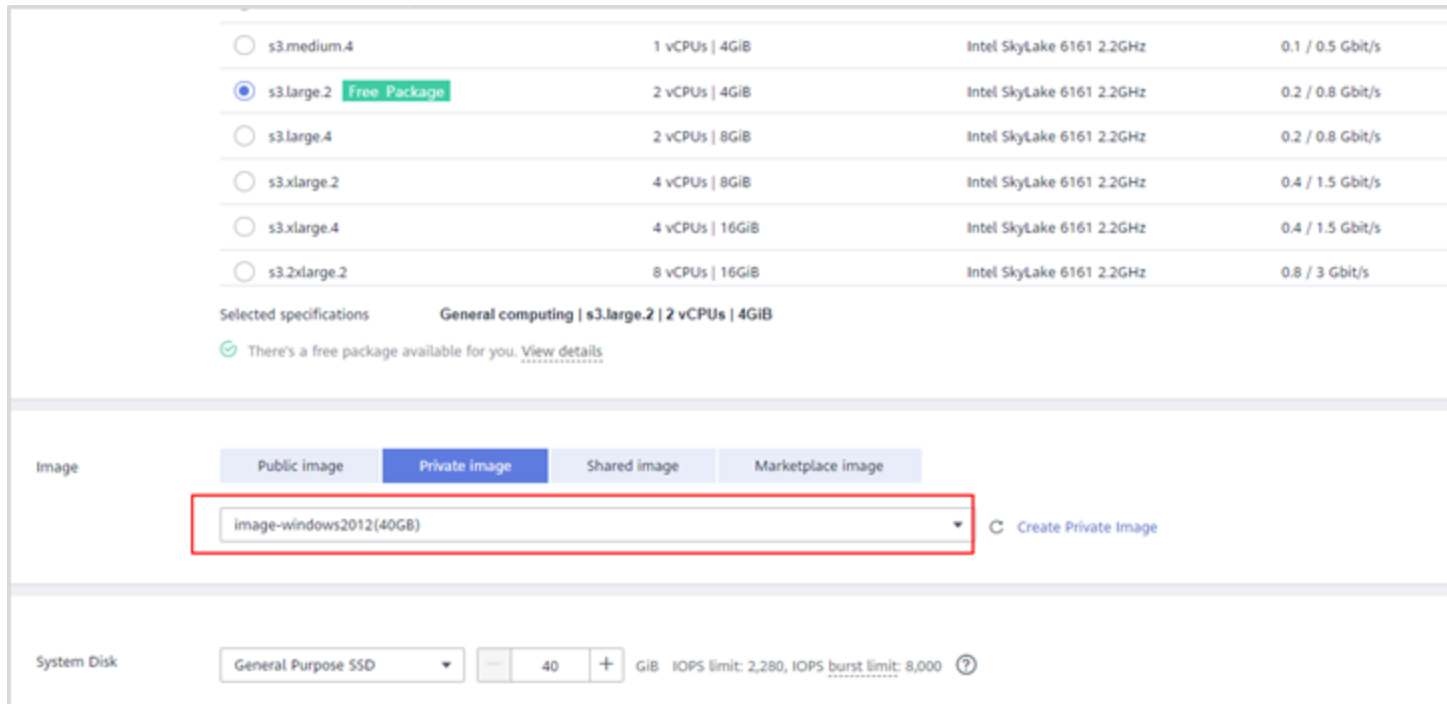 s3.medium.4 1 vCPUs | 4GiB Intel SkyLake 6161 2.2GHz 0.1 / 0.5 Gbit/s
s3.large.2 Free Package 2 vCPUs | 4GiB Intel SkyLake 6161 2.2GHz 0.2 / 0.8 Gbit/s
s3.large.4 2 vCPUs | 8GiB Intel SkyLake 6161 2.2GHz 0.2 / 0.8 Gbit/s
s3.xlarge.2 4 vCPUs | 8GiB Intel SkyLake 6161 2.2GHz 0.4 / 1.5 Gbit/s
s3.xlarge.4 4 vCPUs | 16GiB Intel SkyLake 6161 2.2GHz 0.4 / 1.5 Gbit/s
s3.2xlarge.2 8 vCPUs | 16GiB Intel SkyLake 6161 2.2GHz 0.8 / 3 Gbit/s
Selected specifications General computing | s3.large.2 | 2 vCPUs | 4GiB
There's a free package available for you. View details
Image Public image Private image Shared image Marketplace image
image-windows2012(40GB) Create Private Image
System Disk General Purpose SSD − 40 + GiB IOPS limit: 2,280, IOPS burst limit: 8,000 ?